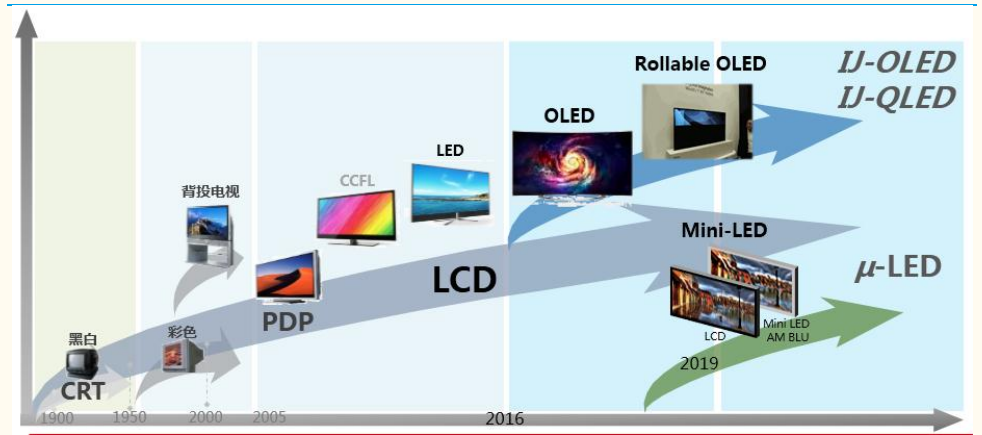 Rollable OLED
IJ-OLED
IJ-QLED
OLED
LED
CCFL
背投电视
Mini-LED
LCD
μ-LED
PDP
彩色
黑白
CRT
LCD
Mini LED
AM BLU
2019
1900
1950
2000
2005
2016